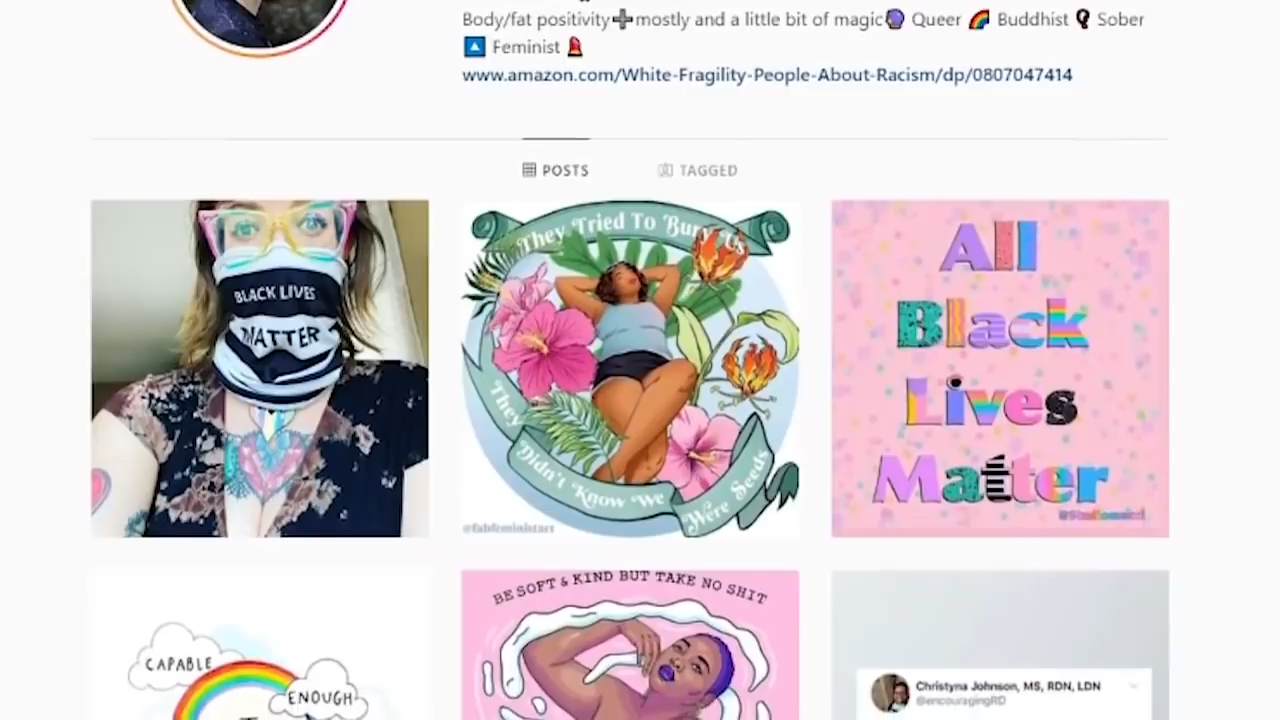 Body/fat positivity➕mostly and a little bit of magic🔮 Queer 🌈 Buddhist 🎗 Sober
🔼 Feminist 💄
www.amazon.com/White-Fragility-People-About-Racism/dp/0807047414
POSTS
TAGGED
BLACK LIVES
MATTER
They Tried To Bury Us
They Didn't Know We Were Seeds
@fabfeministart
All
Black
Lives
Matter
CAPABLE
ENOUGH
BE SOFT & KIND BUT TAKE NO SHIT
Christyna Johnson, MS, RDN, LDN
@encouragingRD